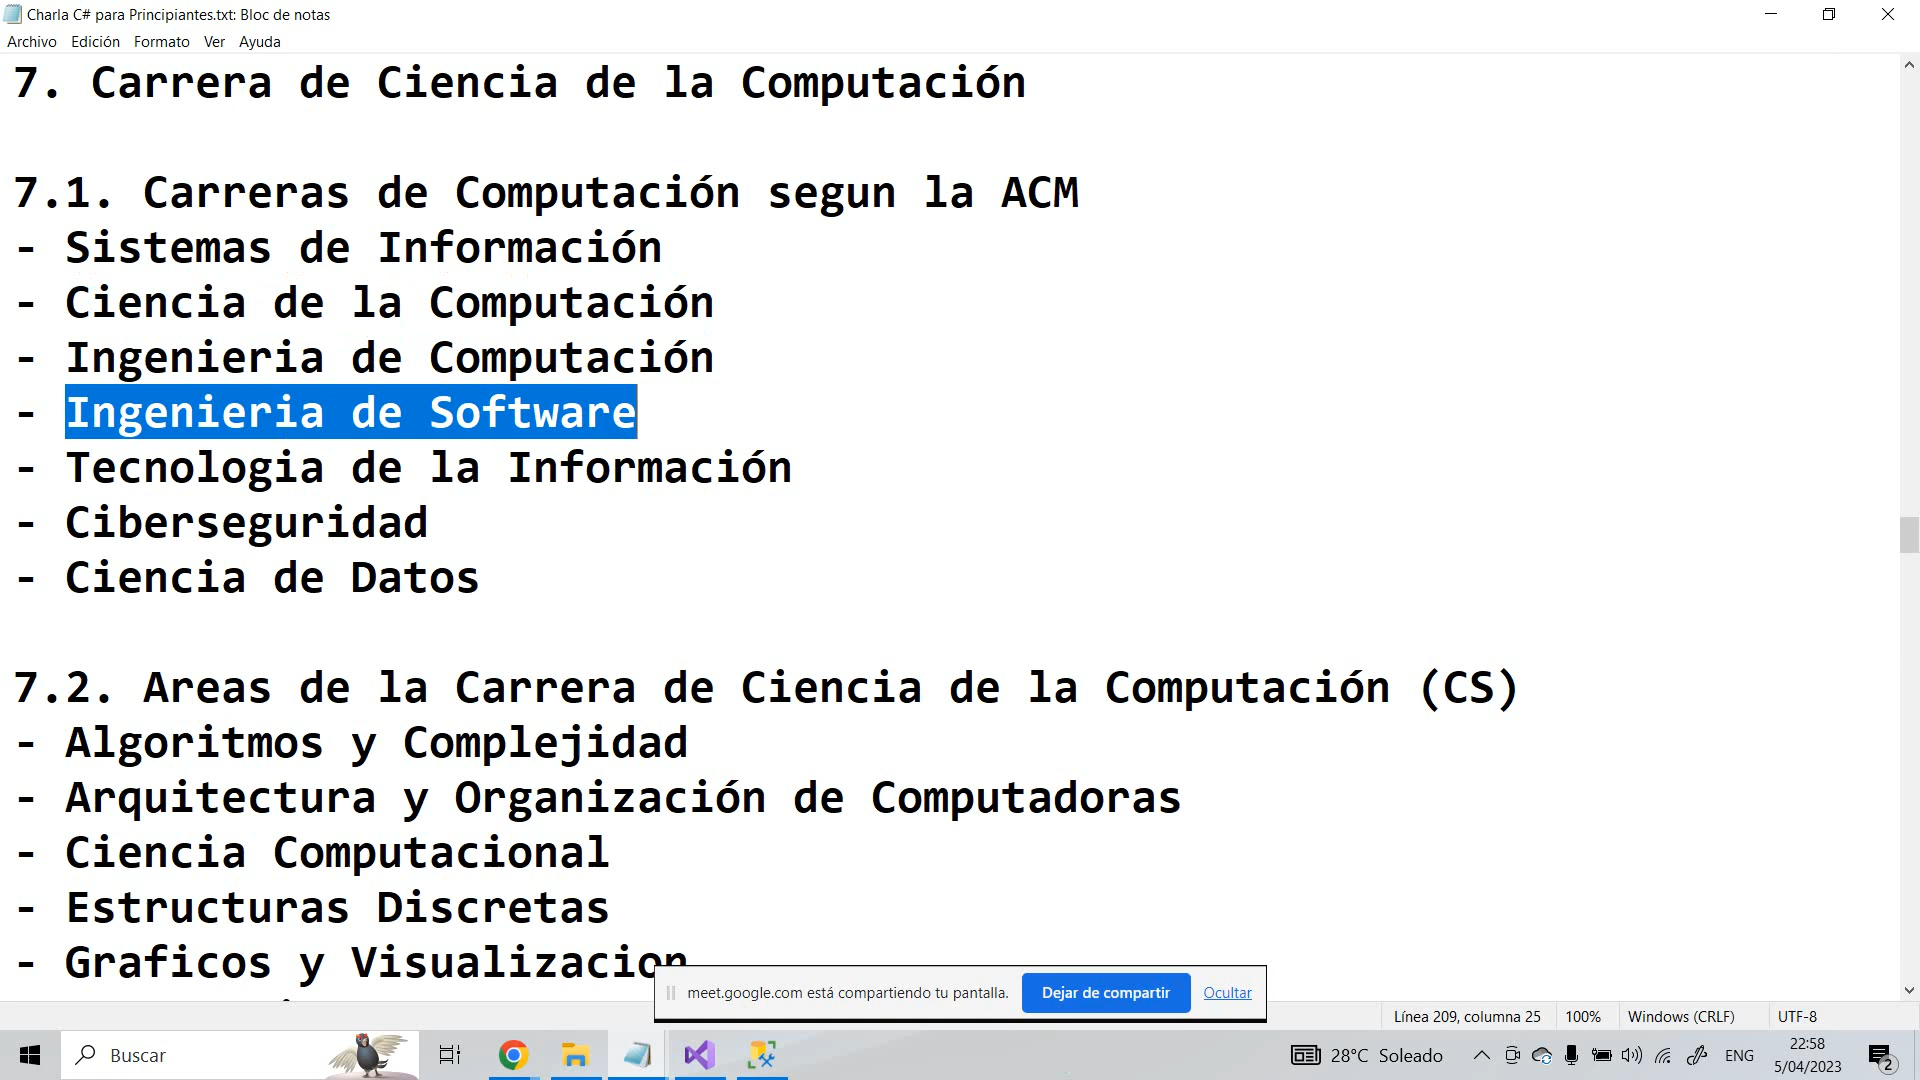 Charla C# para Principiantes.txt: Bloc de notas
Archivo Edición Formato Ver Ayuda
7. Carrera de Ciencia de la Computación
7.1. Carreras de Computación segun la ACM
- Sistemas de Información
- Ciencia de la Computación
- Ingenieria de Computación
- Ingenieria de Software
- Tecnologia de la Información
- Ciberseguridad
- Ciencia de Datos
7.2. Areas de la Carrera de Ciencia de la Computación (CS)
- Algoritmos y Complejidad
- Arquitectura y Organización de Computadoras
- Ciencia Computacional
- Estructuras Discretas
- Graficos y Visualizacion
meet.google.com está compartiendo tu pantalla. Dejar de compartir Ocultar
Línea 209, columna 25 100% Windows (CRLF) UTF-8
Buscar 28°C Soleado ENG 22:58
5/04/2023 2